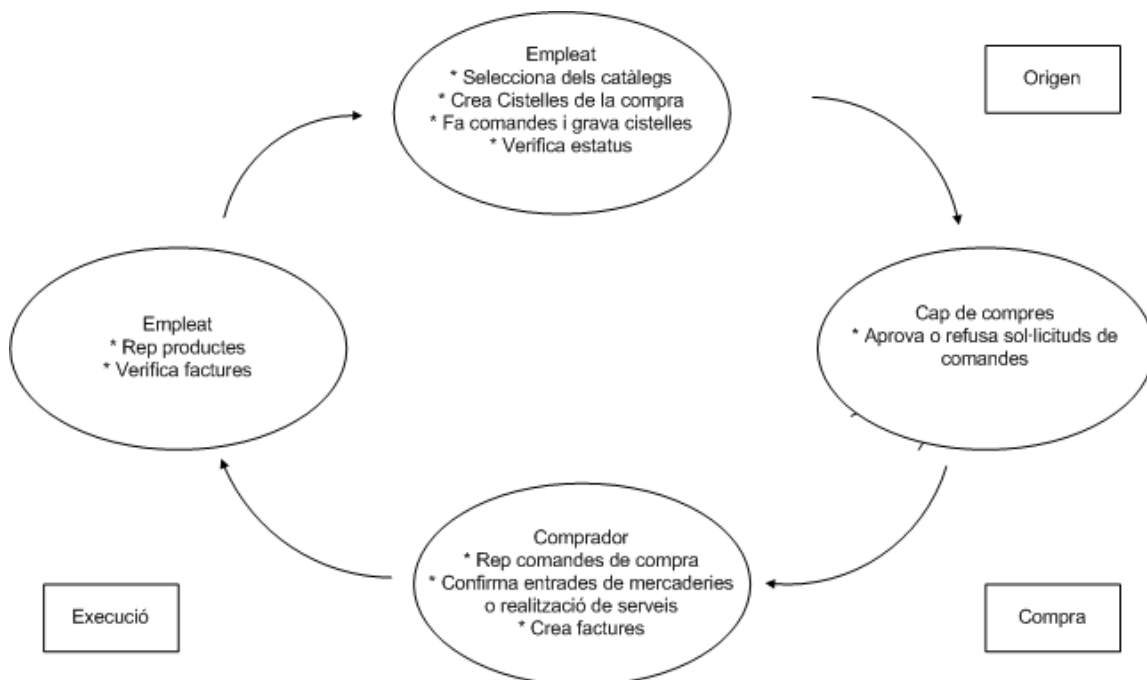 Empleat
* Selecciona dels catàlegs
* Crea Cistelles de la compra
* Fa comandes i grava cistelles
* Verifica estatus
Origen
Empleat
* Rep productes
* Verifica factures
Cap de compres
* Aprova o refusa sol·licituds de
comandes
Comprador
* Rep comandes de compra
* Confirma entrades de mercaderies
o realització de serveis
* Crea factures
Execució
Compra